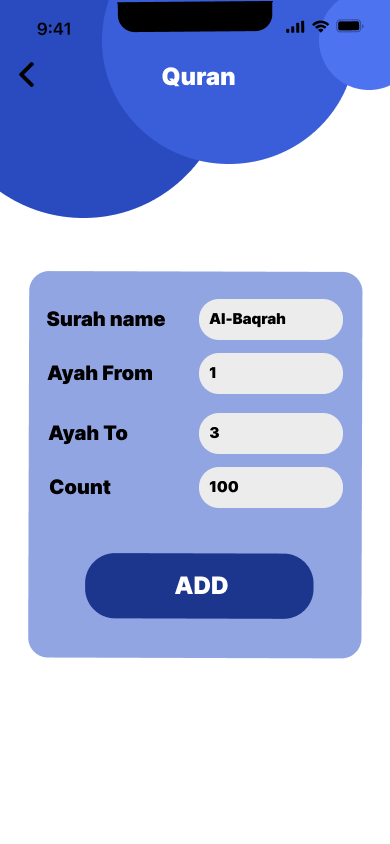 9:41
Quran
Surah name Al-Baqrah
Ayah From 1
Ayah To 3
Count 100
ADD